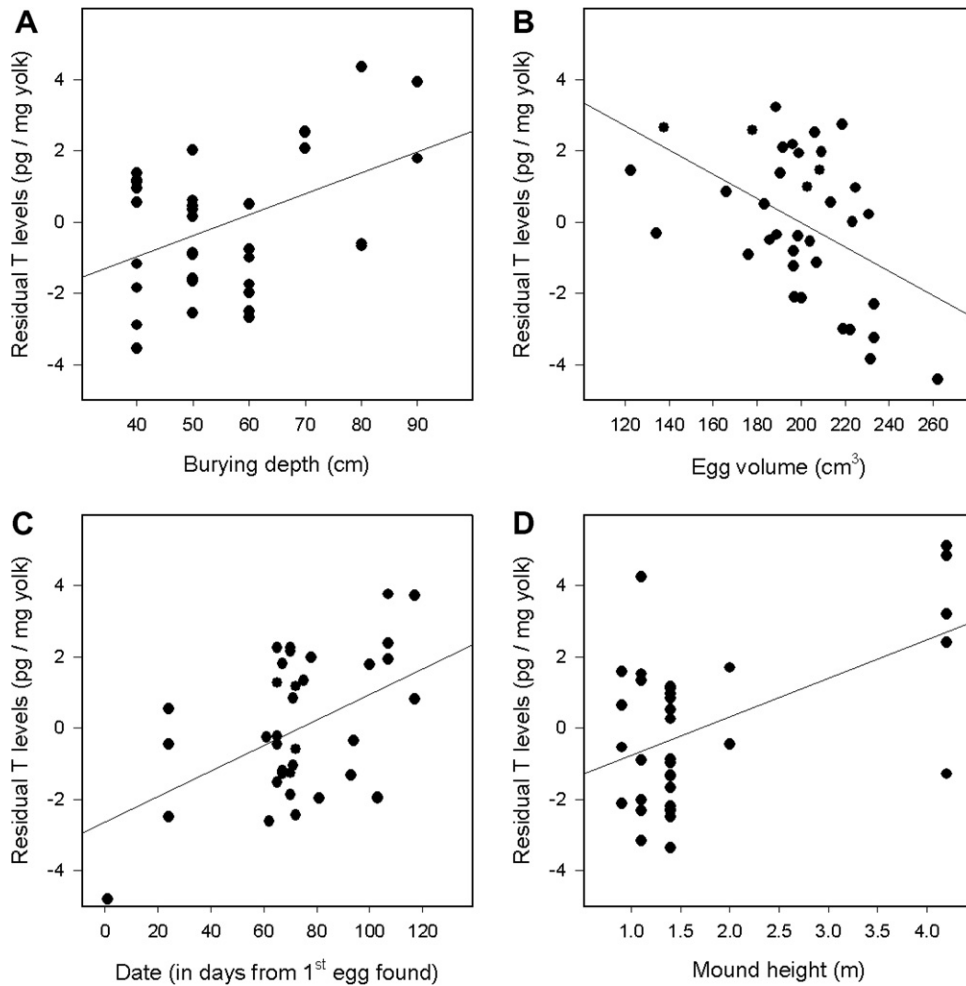 A
Residual T levels (pg / mg yolk)
4
2
0
-2
-4
40 50 60 70 80 90
Burying depth (cm)
B
Residual T levels (pg / mg yolk)
4
2
0
-2
-4
120 140 160 180 200 220 240 260
Egg volume (cm³)
C
Residual T levels (pg / mg yolk)
4
2
0
-2
-4
0 20 40 60 80 100 120
Date (in days from 1st egg found)
D
Residual T levels (pg / mg yolk)
4
2
0
-2
-4
1.0 1.5 2.0 2.5 3.0 3.5 4.0
Mound height (m)